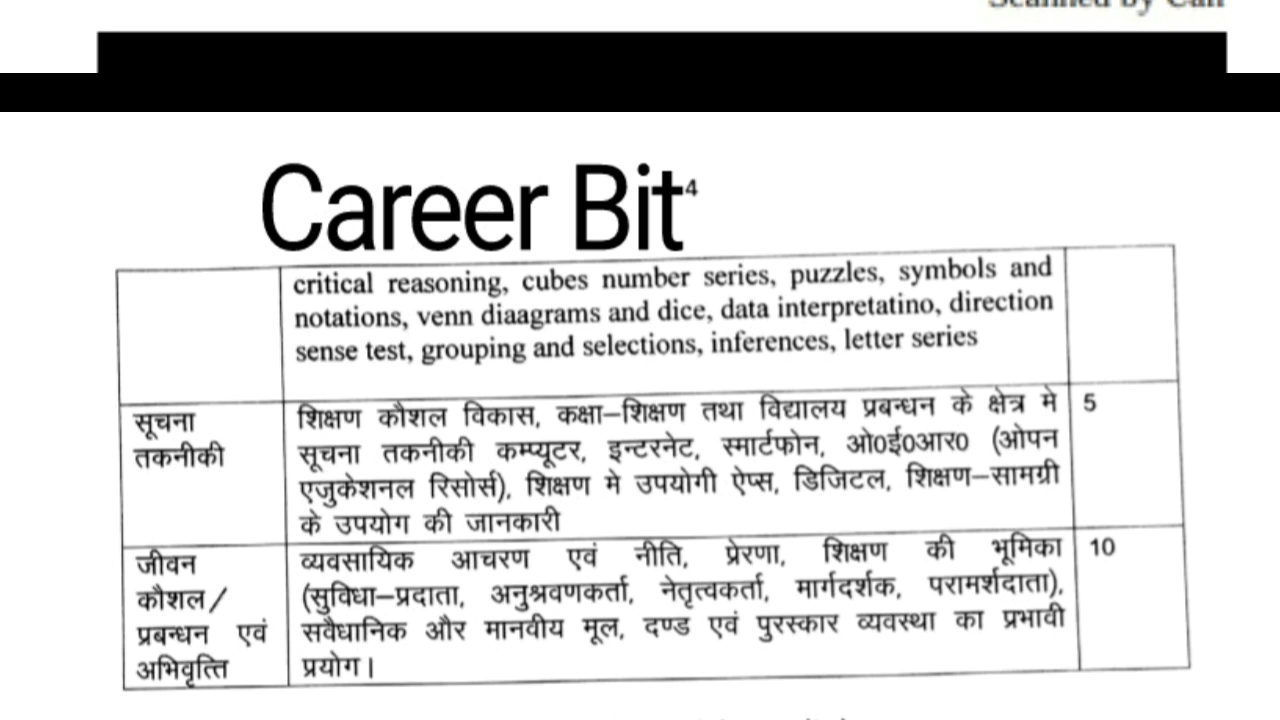 Scanned by Cam
Career Bit
4
critical reasoning, cubes number series, puzzles, symbols and
notations, venn diaagrams and dice, data interpretatino, direction
sense test, grouping and selections, inferences, letter series
सूचना
तकनीकी
शिक्षण कौशल विकास, कक्षा–शिक्षण तथा विद्यालय प्रबन्धन के क्षेत्र मे
सूचना तकनीकी कम्प्यूटर, इन्टरनेट, स्मार्टफोन, ओ0ई0आर0 (ओपन
एजुकेशनल रिसोर्स), शिक्षण मे उपयोगी ऐप्स, डिजिटल, शिक्षण–सामग्री
के उपयोग की जानकारी
5
जीवन
कौशल/
प्रबन्धन एवं
अभिवृत्ति
व्यवसायिक आचरण एवं नीति, प्रेरणा, शिक्षण की भूमिका
(सुविधा–प्रदाता, अनुश्रवणकर्ता, नेतृत्वकर्ता, मार्गदर्शक, परामर्शदाता),
सवैधानिक और मानवीय मूल, दण्ड एवं पुरस्कार व्यवस्था का प्रभावी
प्रयोग।
10